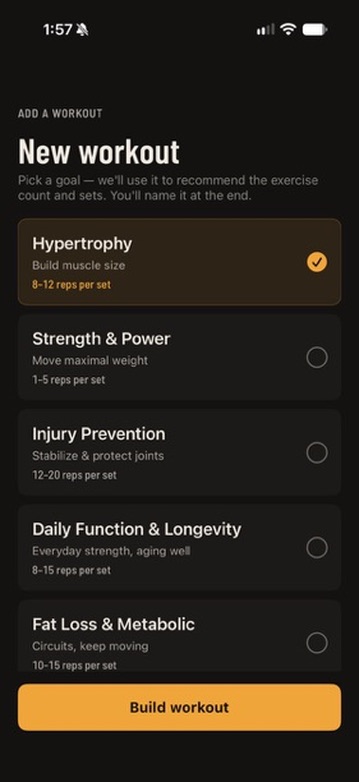 1:57
ADD A WORKOUT
New workout
Pick a goal — we'll use it to recommend the exercise
count and sets. You'll name it at the end.
Hypertrophy
Build muscle size
8-12 reps per set
Strength & Power
Move maximal weight
1-5 reps per set
Injury Prevention
Stabilize & protect joints
12-20 reps per set
Daily Function & Longevity
Everyday strength, aging well
8-15 reps per set
Fat Loss & Metabolic
Circuits, keep moving
10-15 reps per set
Build workout